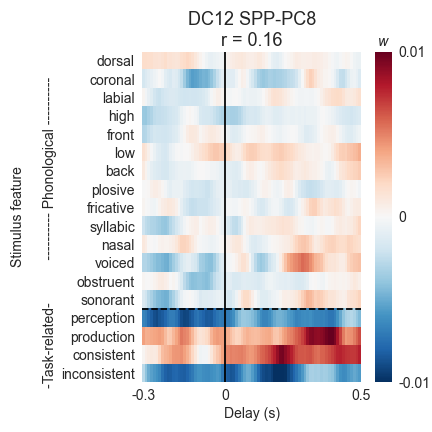 DC12 SPP-PC8
r = 0.16
w
dorsal
coronal
labial
high
front
low
back
plosive
fricative
syllabic
nasal
voiced
obstruent
sonorant
perception
production
consistent
inconsistent
Stimulus feature
-Task-related- ----------- Phonological ----------
0.01
0
-0.01
-0.3
0
0.5
Delay (s)